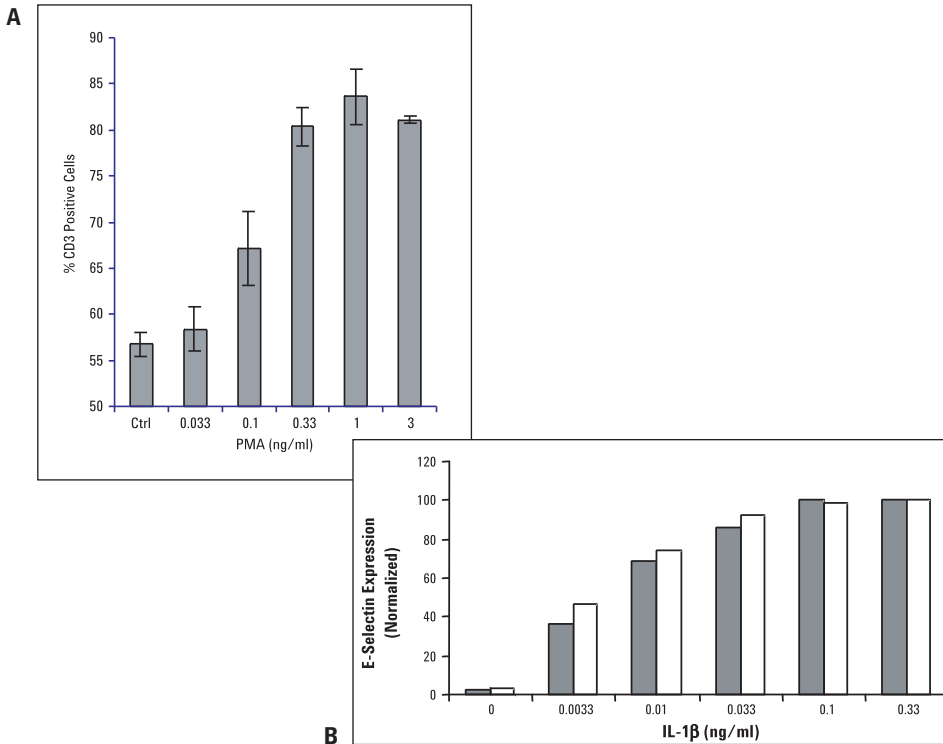 A
90
85
80
75
70
65
60
55
50
% CD3 Positive Cells
Ctrl 0.033 0.1 0.33 1 3
PMA (ng/ml)
120
100
80
60
40
20
0
E-Selectin Expression
(Normalized)
0 0.0033 0.01 0.033 0.1 0.33
IL-1β (ng/ml)
B